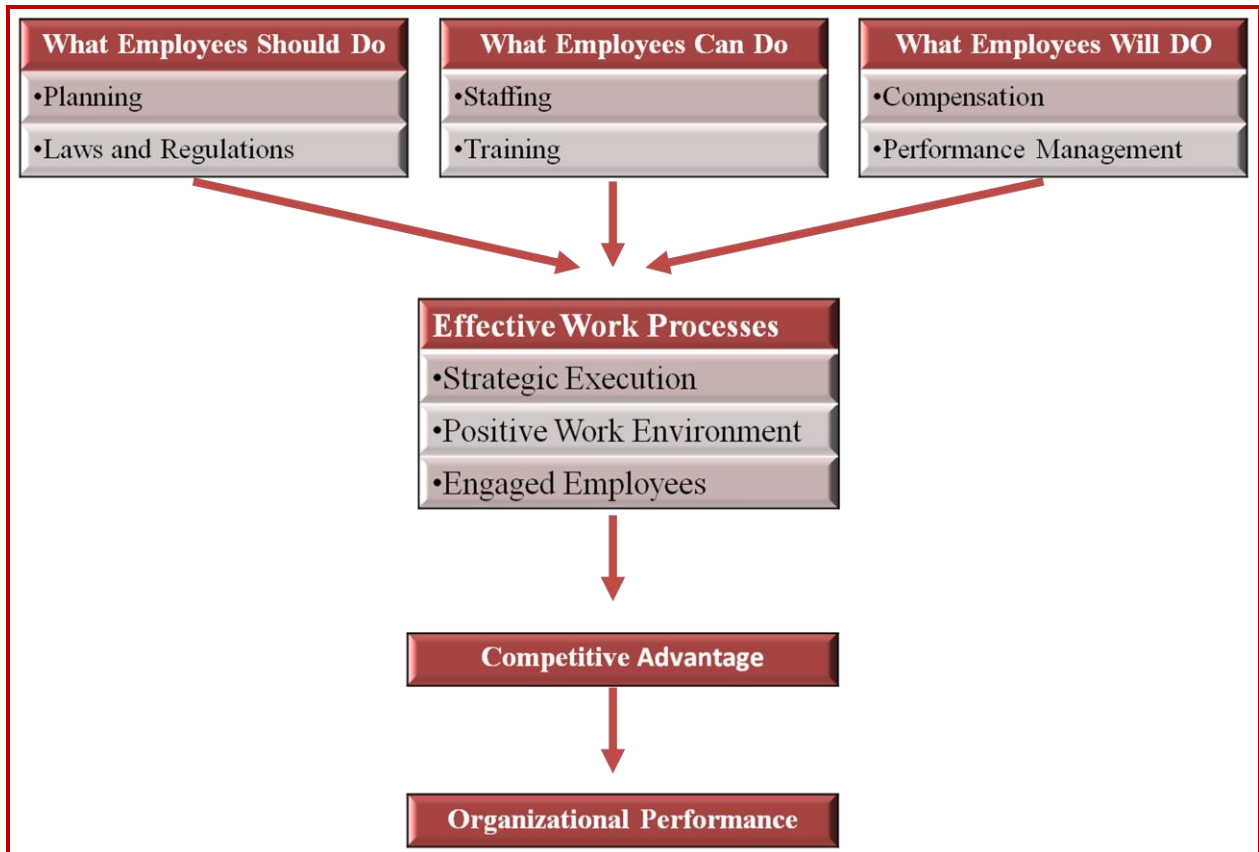 What Employees Should Do
•Planning
•Laws and Regulations
What Employees Can Do
•Staffing
•Training
What Employees Will DO
•Compensation
•Performance Management
Effective Work Processes
•Strategic Execution
•Positive Work Environment
•Engaged Employees
Competitive Advantage
Organizational Performance